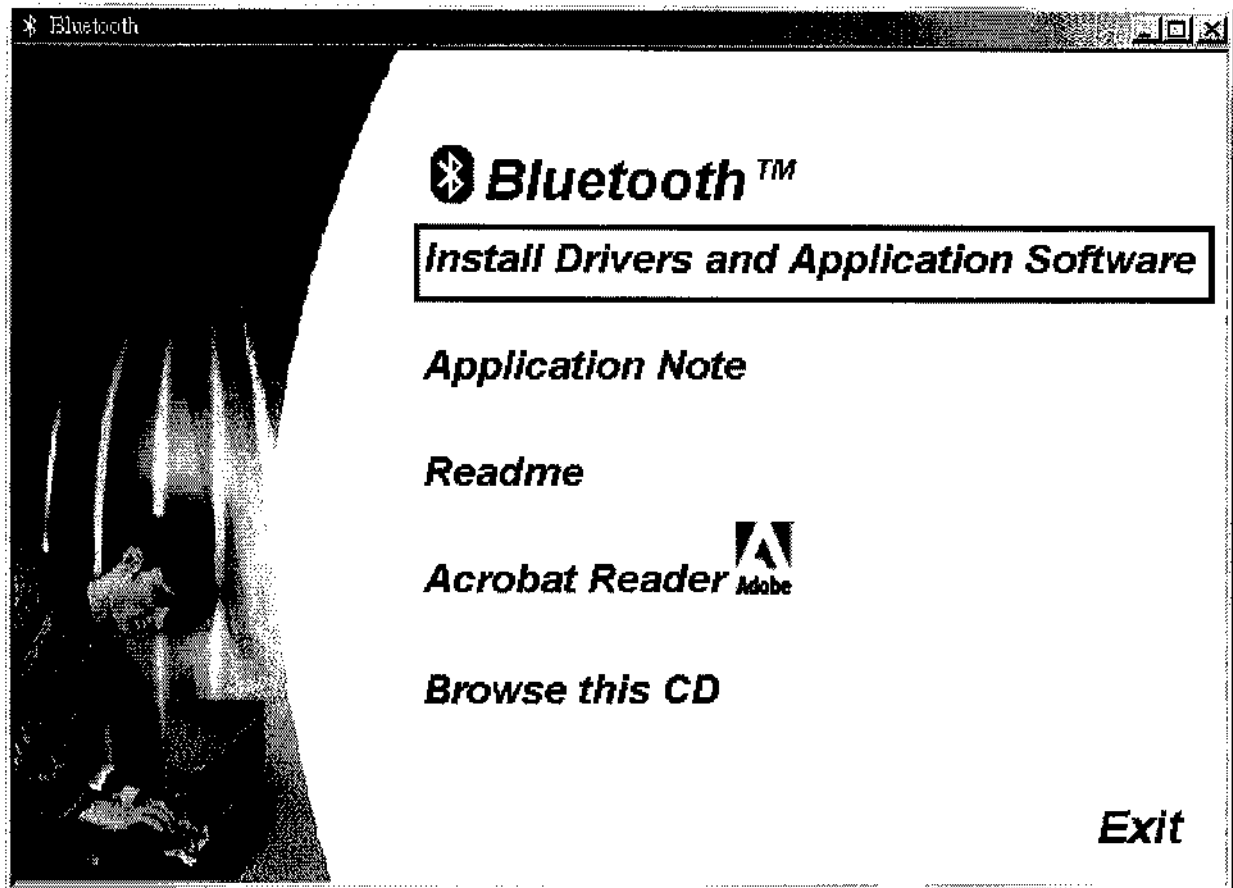 Bluetooth
Bluetooth™
Install Drivers and Application Software
Application Note
Readme
Acrobat Reader
Adobe
Browse this CD
Exit